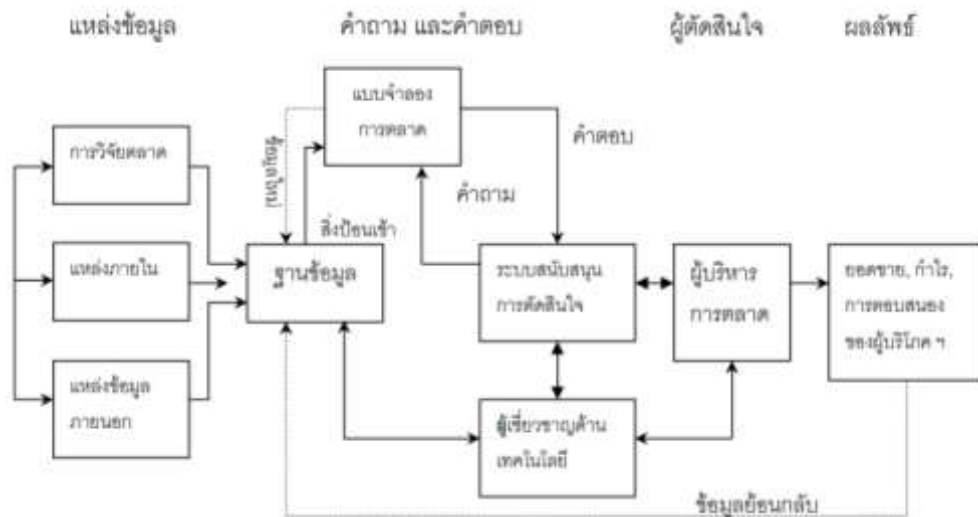 แหล่งข้อมูล
คำถาม และคำตอบ
ผู้ตัดสินใจ
ผลลัพธ์
แบบจำลอง
การตลาด
การวิจัยตลาด
ข้อมูลใหม่
คำตอบ
คำถาม
สิ่งป้อนเข้า
แหล่งภายใน
ฐานข้อมูล
ระบบสนับสนุน
การตัดสินใจ
ผู้บริหาร
การตลาด
ยอดขาย, กำไร,
การตอบสนอง
ของผู้บริโภค ฯ
แหล่งข้อมูล
ภายนอก
ผู้เชี่ยวชาญด้าน
เทคโนโลยี
ข้อมูลย้อนกลับ